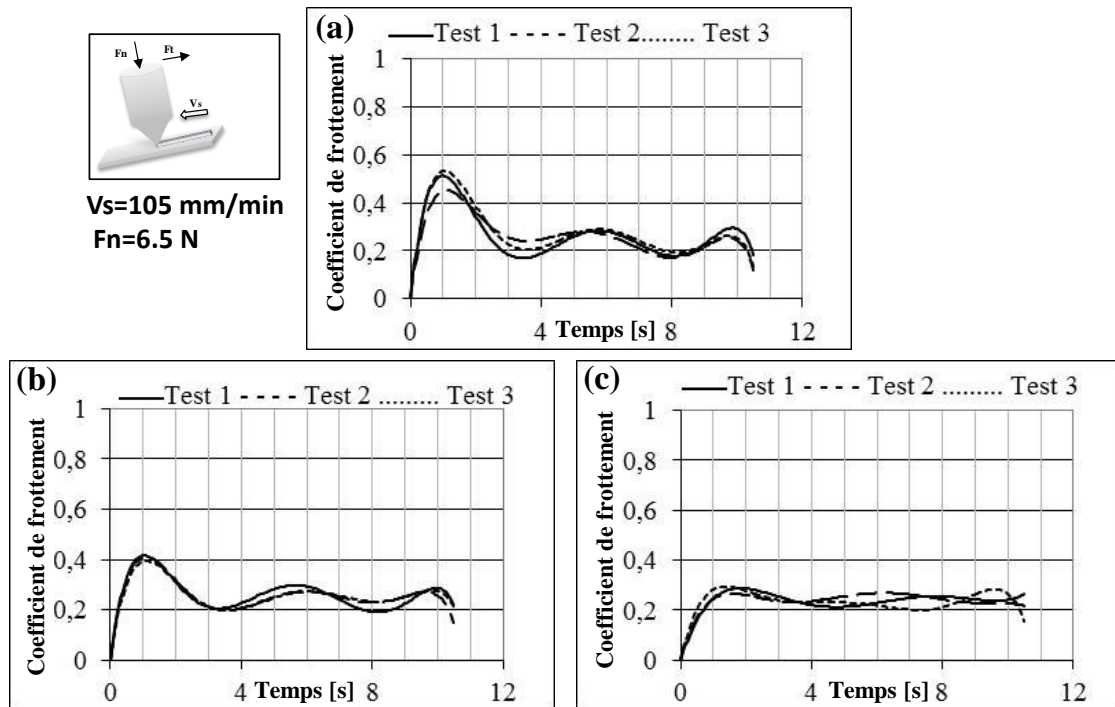 Fn
Ft
Vs
Vs=105 mm/min
Fn=6.5 N
(a)
Test 1 Test 2 Test 3
Coefficient de frottement
1
0,8
0,6
0,4
0,2
0
0 4 8 12
Temps [s]
(b)
Test 1 Test 2 Test 3
Coefficient de frottement
1
0,8
0,6
0,4
0,2
0
0 4 8 12
Temps [s]
(c)
Test 1 Test 2 Test 3
Coefficient de frottement
1
0,8
0,6
0,4
0,2
0
0 4 8 12
Temps [s]